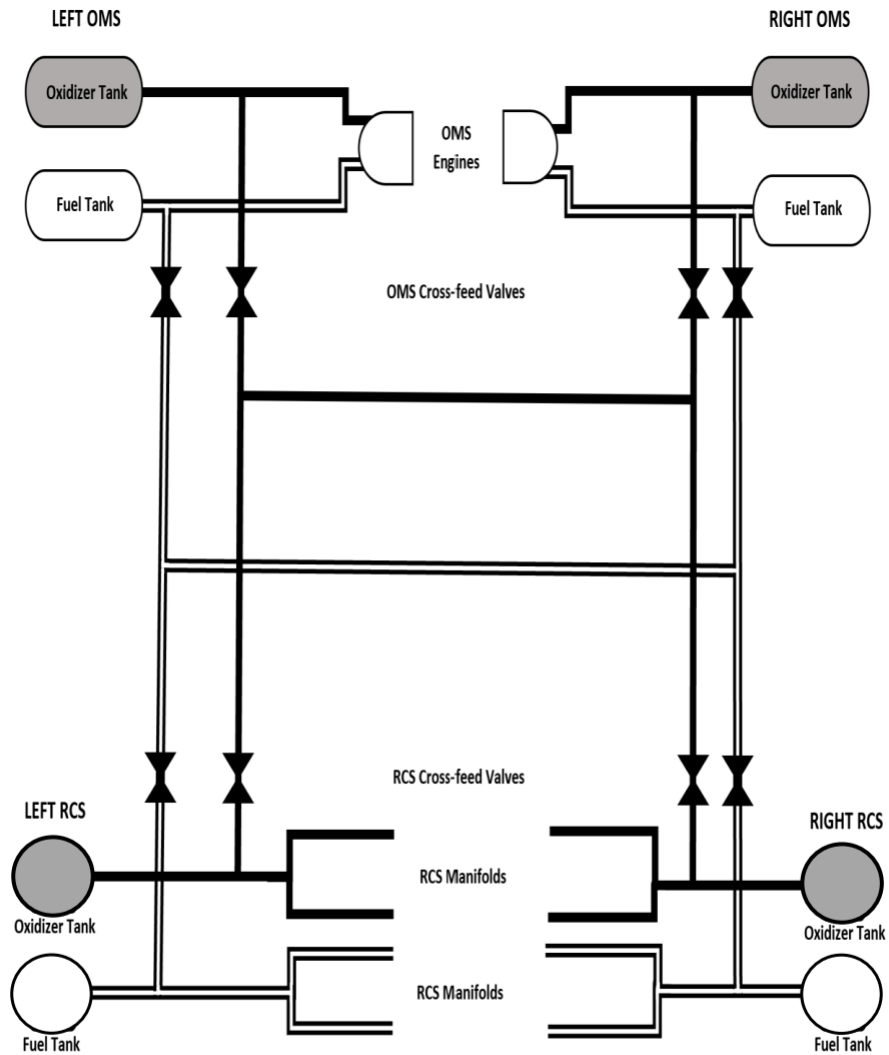 LEFT OMS
RIGHT OMS
Oxidizer Tank
Oxidizer Tank
OMS
Engines
Fuel Tank
Fuel Tank
OMS Cross-feed Valves
RCS Cross-feed Valves
LEFT RCS
RIGHT RCS
RCS Manifolds
Oxidizer Tank
Oxidizer Tank
RCS Manifolds
Fuel Tank
Fuel Tank